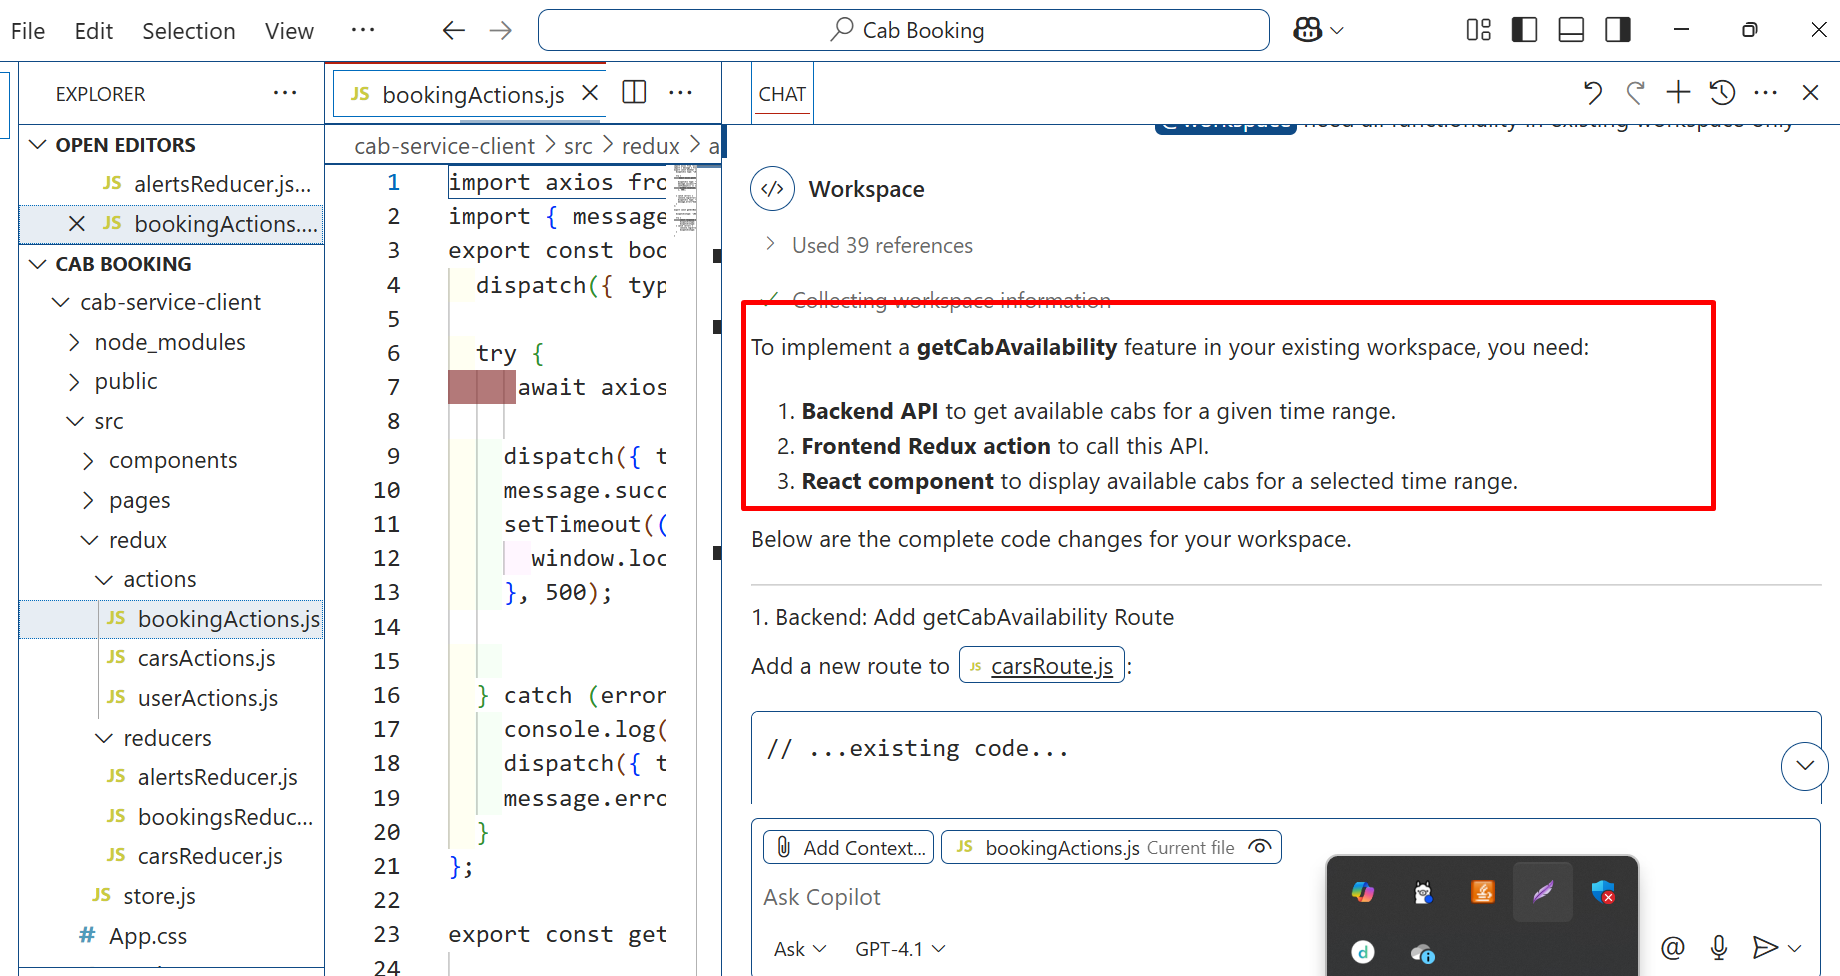 File Edit Selection View ··· Cab Booking
EXPLORER ···
OPEN EDITORS
JS alertsReducer.js...
JS bookingActions....
CAB BOOKING
cab-service-client
node_modules
public
src
components
pages
redux
actions
JS bookingActions.js
JS carsActions.js
JS userActions.js
reducers
JS alertsReducer.js
JS bookingsReduc...
JS carsReducer.js
JS store.js
# App.css
JS bookingActions.js
cab-service-client > src > redux > a
1 import axios fro
2 import { message
3 export const boo
4 dispatch({ typ
5
6 try {
7 await axios
8
9 dispatch({ t
10 message.succ
11 setTimeout((
12 window.loc
13 }, 500);
14
15
16 } catch (error
17 console.log(
18 dispatch({ t
19 message.erro
20 }
21 };
22
23 export const get
24
CHAT
@workspace need all functionality in existing workspace only
Workspace
Used 39 references
Collecting workspace information
To implement a getCabAvailability feature in your existing workspace, you need:
1. Backend API to get available cabs for a given time range.
2. Frontend Redux action to call this API.
3. React component to display available cabs for a selected time range.
Below are the complete code changes for your workspace.
1. Backend: Add getCabAvailability Route
Add a new route to JS carsRoute.js:
// ...existing code...
Add Context... JS bookingActions.js Current file
Ask Copilot
Ask GPT-4.1